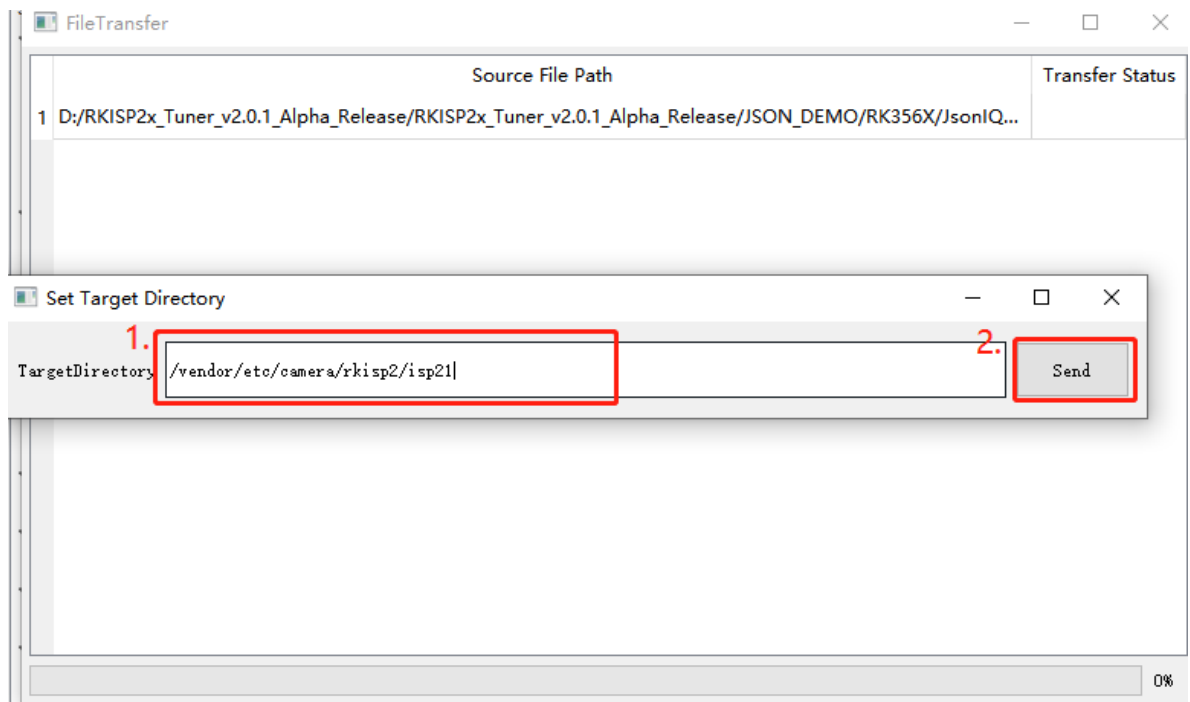 FileTransfer
Source File Path Transfer Status
1 D:/RKISP2x_Tuner_v2.0.1_Alpha_Release/RKISP2x_Tuner_v2.0.1_Alpha_Release/JSON_DEMO/RK356X/JsonIQ...
Set Target Directory
1. 2.
TargetDirectory /vendor/etc/camera/rkisp2/isp21 Send
0%